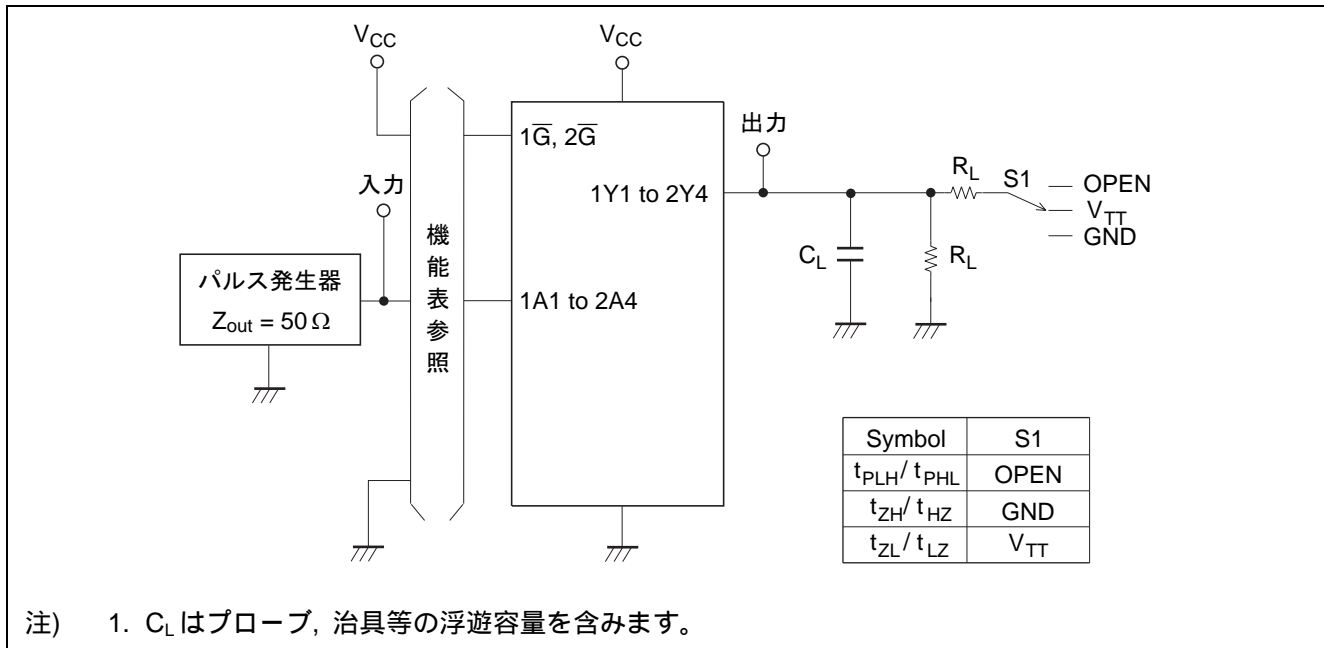 VCC
VCC
1G̅, 2G̅
出力
入力
1Y1 to 2Y4
RL
S1
OPEN
VTT
GND
機能表参照
CL
RL
パルス発生器
Zout = 50 Ω
1A1 to 2A4
Symbol S1
tPLH/ tPHL OPEN
tZH/ tHZ GND
tZL/ tLZ VTT
注) 1. CL はプローブ, 治具等の浮遊容量を含みます。